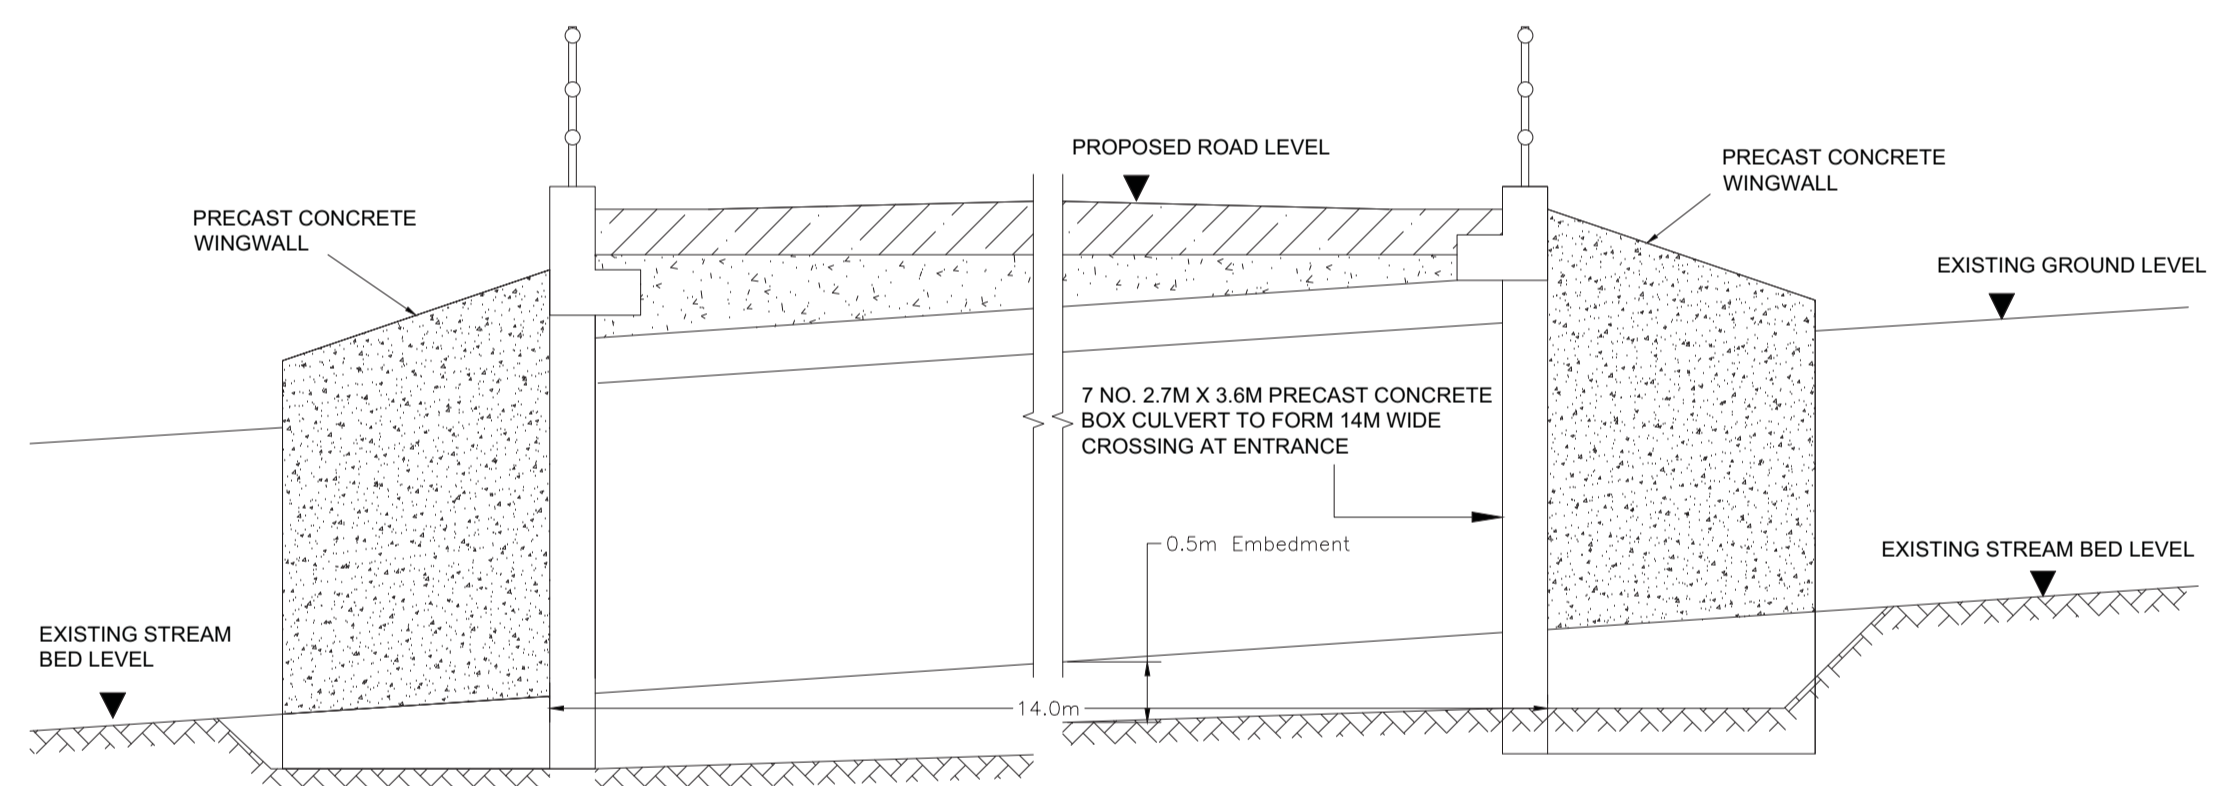 PROPOSED ROAD LEVEL
PRECAST CONCRETE
WINGWALL
PRECAST CONCRETE
WINGWALL
EXISTING GROUND LEVEL
7 NO. 2.7M X 3.6M PRECAST CONCRETE
BOX CULVERT TO FORM 14M WIDE
CROSSING AT ENTRANCE
0.5m Embedment
EXISTING STREAM BED LEVEL
EXISTING STREAM
BED LEVEL
14.0m